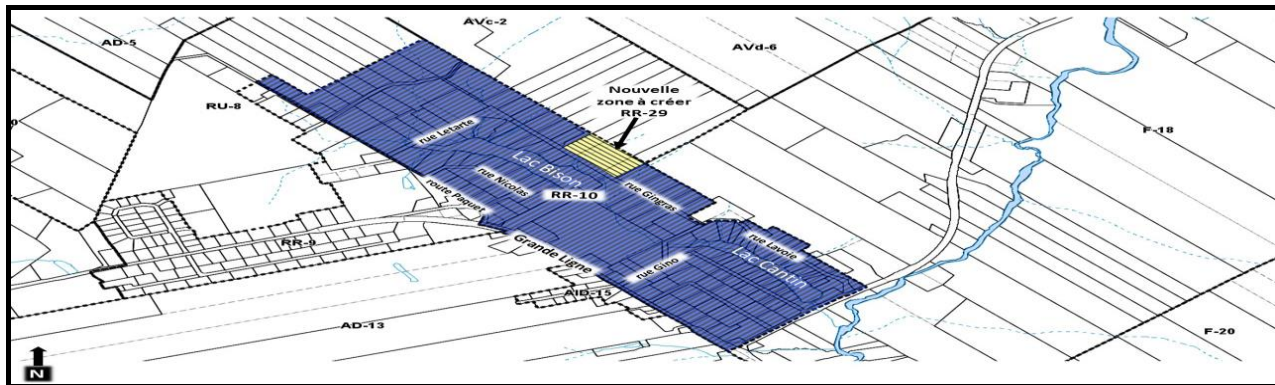 AVc-2
AD-5
AVd-6
RU-8
Nouvelle
zone à créer
RR-29
F-18
rue Letarte
Lac Bison
rue Nicolas
RR-10
rue Gingras
route Paquet
RR-9
Grande Ligne
rue Gino
rue Lavoie
Lac Cantin
AID-15
AD-13
F-20
N